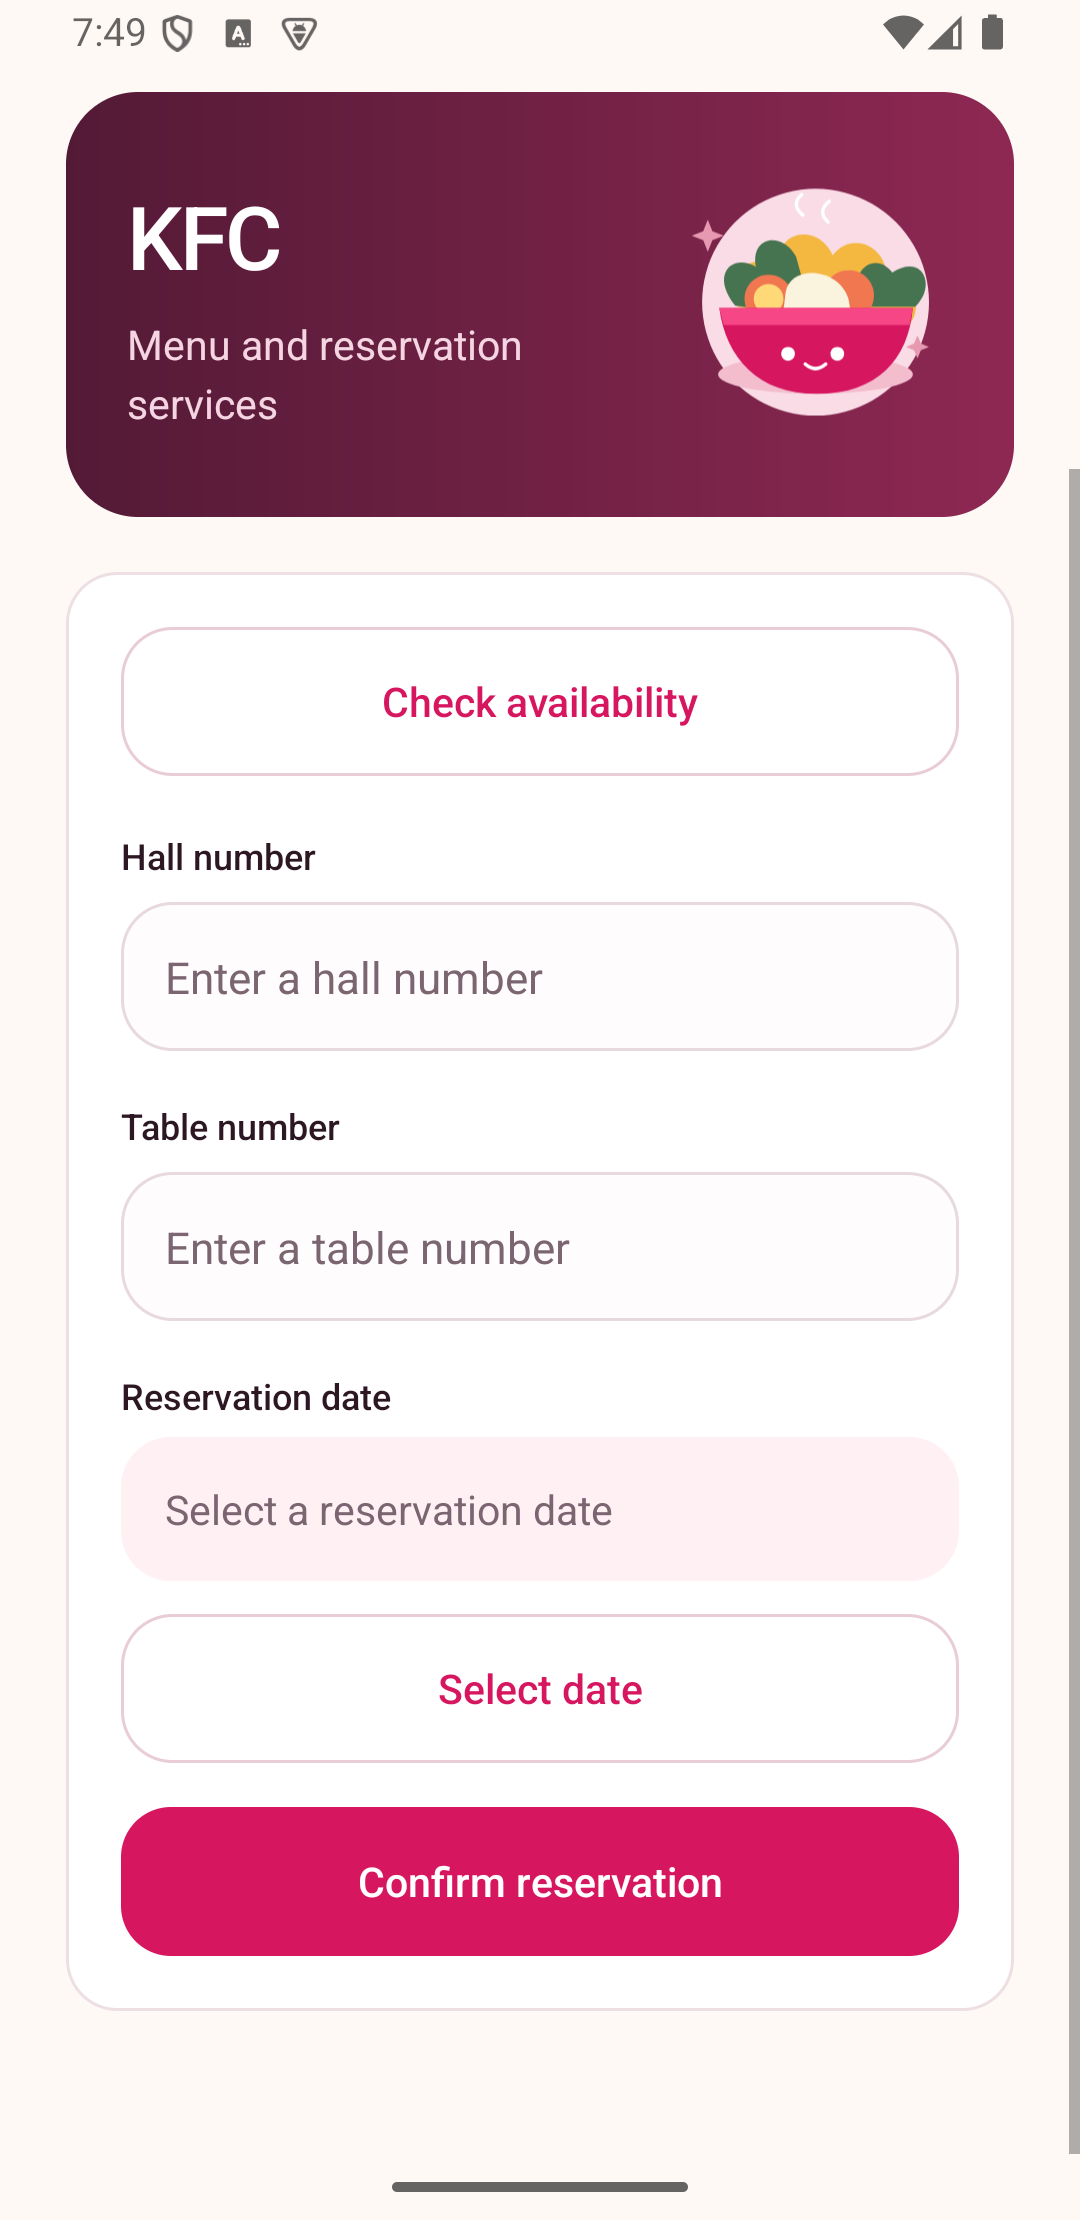 7:49
KFC
Menu and reservation
services
Check availability
Hall number
Enter a hall number
Table number
Enter a table number
Reservation date
Select a reservation date
Select date
Confirm reservation